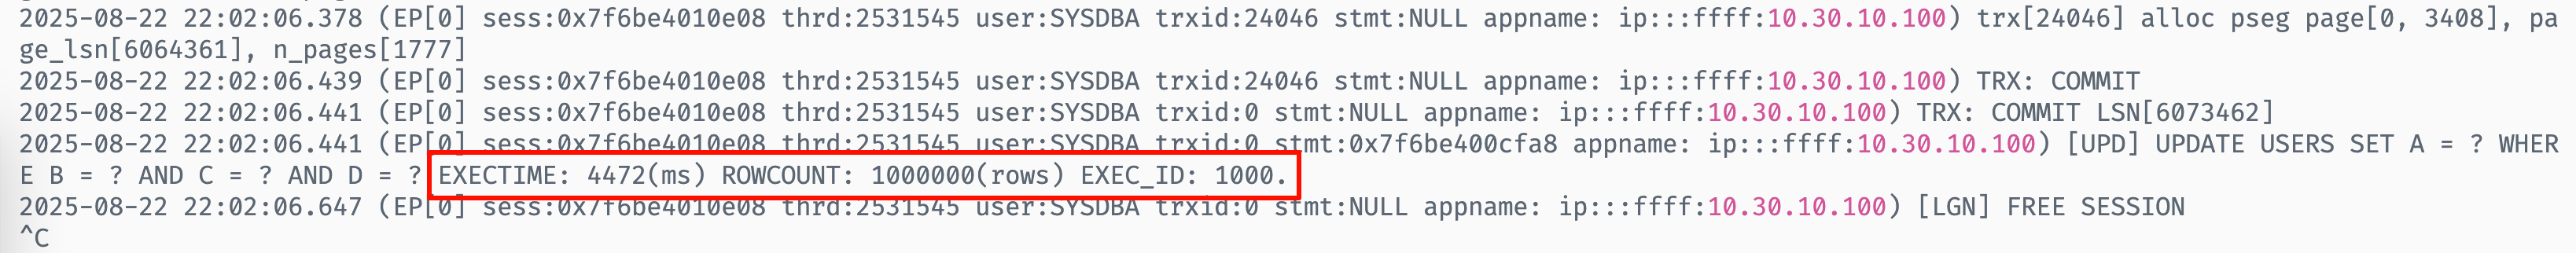 2025-08-22 22:02:06.378 (EP[0] sess:0x7f6be4010e08 thrd:2531545 user:SYSDBA trxid:24046 stmt:NULL appname: ip:::ffff:10.30.10.100) trx[24046] alloc pseg page[0, 3408], pa
ge_lsn[6064361], n_pages[1777]
2025-08-22 22:02:06.439 (EP[0] sess:0x7f6be4010e08 thrd:2531545 user:SYSDBA trxid:24046 stmt:NULL appname: ip:::ffff:10.30.10.100) TRX: COMMIT
2025-08-22 22:02:06.441 (EP[0] sess:0x7f6be4010e08 thrd:2531545 user:SYSDBA trxid:0 stmt:NULL appname: ip:::ffff:10.30.10.100) TRX: COMMIT LSN[6073462]
2025-08-22 22:02:06.441 (EP[0] sess:0x7f6be4010e08 thrd:2531545 user:SYSDBA trxid:0 stmt:0x7f6be400cfa8 appname: ip:::ffff:10.30.10.100) [UPD] UPDATE USERS SET A = ? WHER
E B = ? AND C = ? AND D = ? EXECTIME: 4472(ms) ROWCOUNT: 1000000(rows) EXEC_ID: 1000.
2025-08-22 22:02:06.647 (EP[0] sess:0x7f6be4010e08 thrd:2531545 user:SYSDBA trxid:0 stmt:NULL appname: ip:::ffff:10.30.10.100) [LGN] FREE SESSION
^C